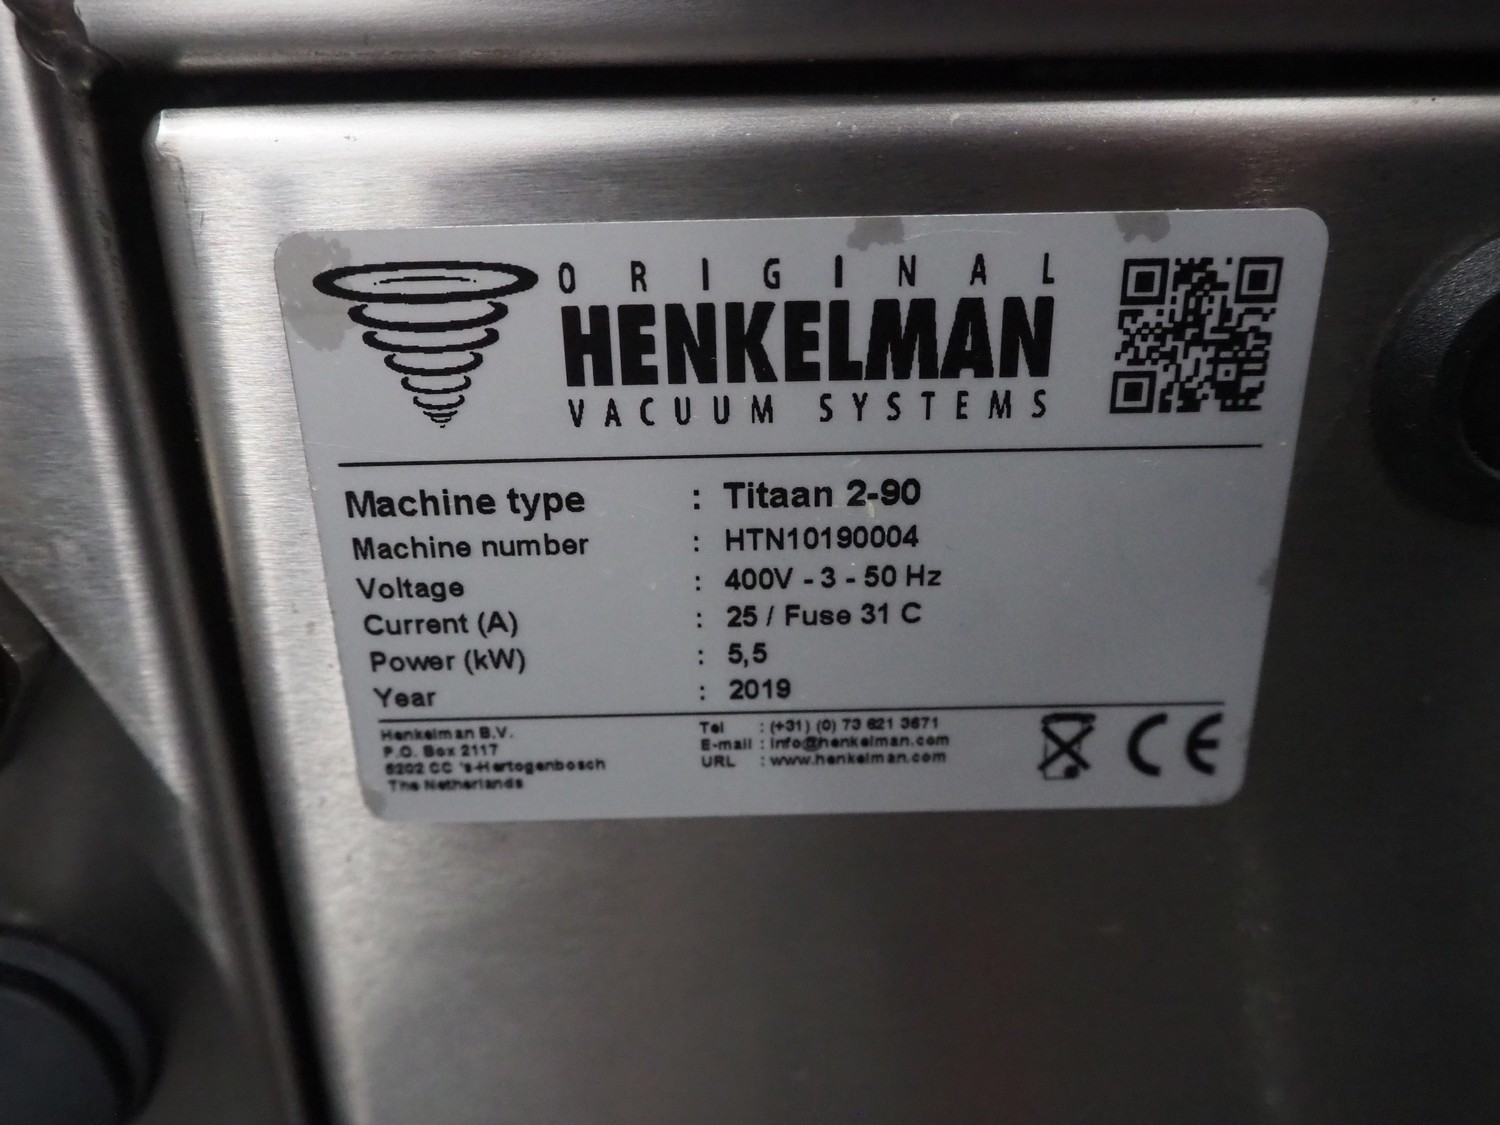 ORIGINAL
HENKELMAN
VACUUM SYSTEMS
Machine type : Titaan 2-90
Machine number : HTN10190004
Voltage : 400V - 3 - 50 Hz
Current (A) : 25 / Fuse 31 C
Power (kW) : 5,5
Year : 2019
Henkelman B.V.
P.O. Box 2117
5202 CC 's-Hertogenbosch
The Netherlands
Tel : (+31) (0) 73 621 3671
E-mail : info@henkelman.com
URL : www.henkelman.com
CE